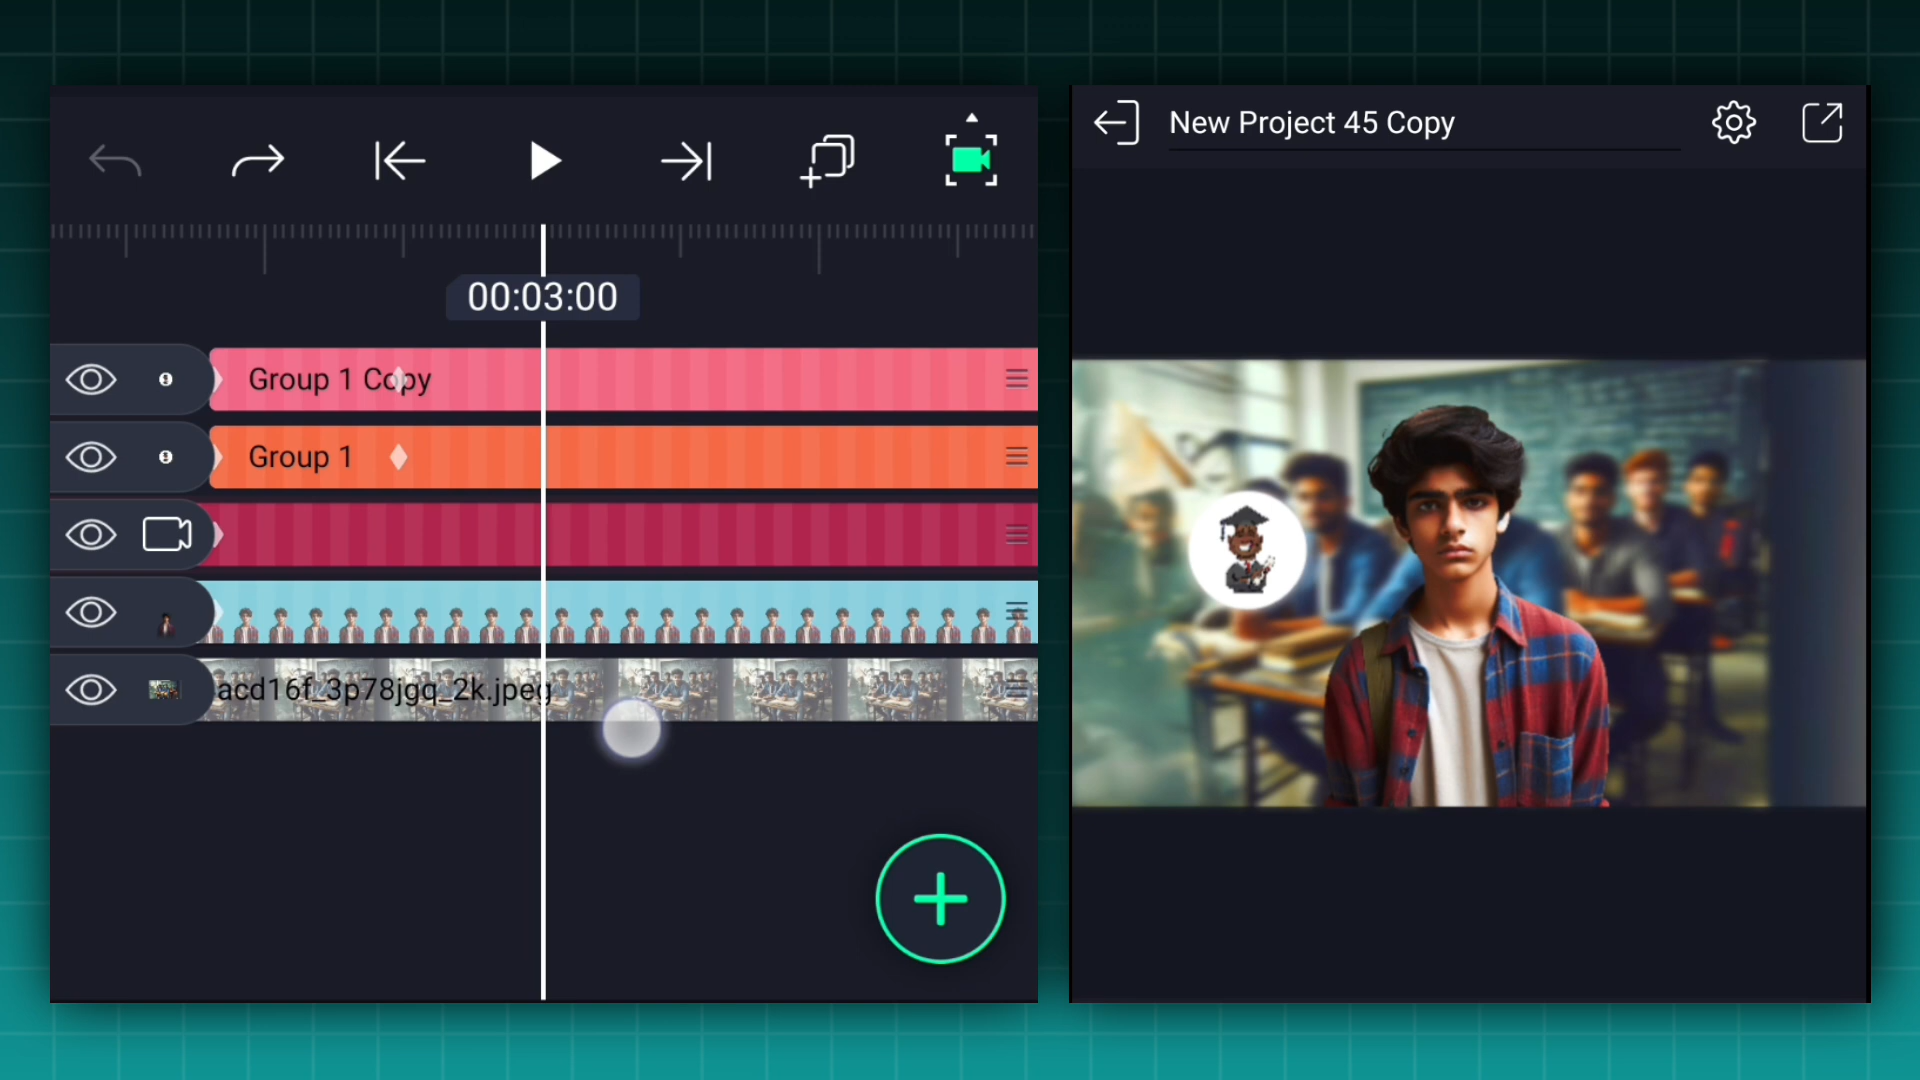 New Project 45 Copy
00:03:00
Group 1 Copy
Group 1
acd16f_3p78jgq_2k.jpeg